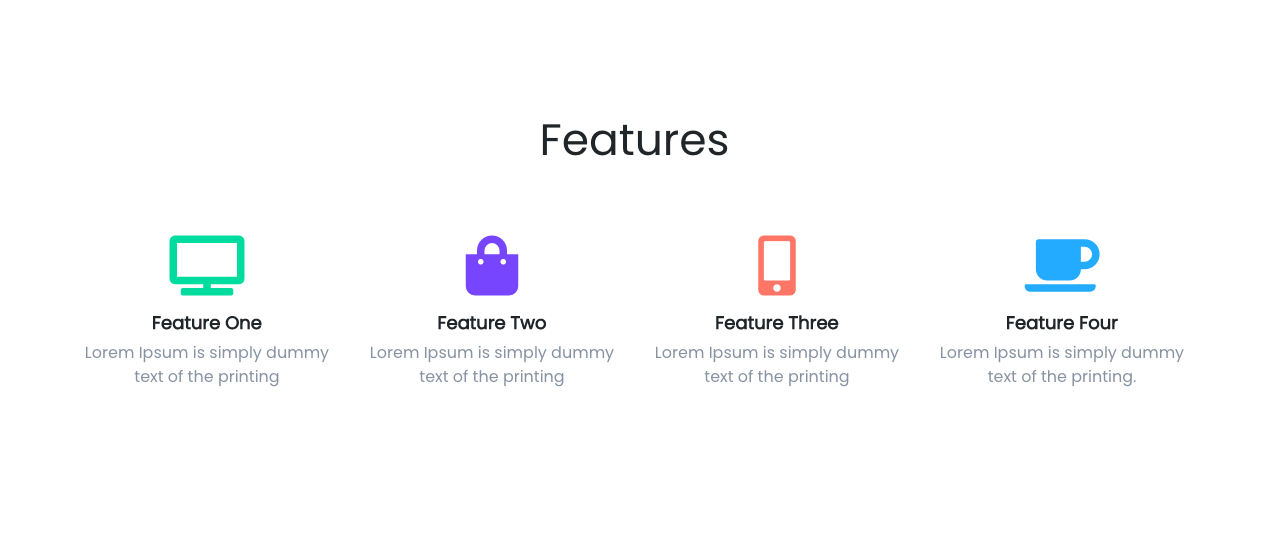 Features
Feature One
Lorem Ipsum is simply dummy
text of the printing
Feature Two
Lorem Ipsum is simply dummy
text of the printing
Feature Three
Lorem Ipsum is simply dummy
text of the printing
Feature Four
Lorem Ipsum is simply dummy
text of the printing.